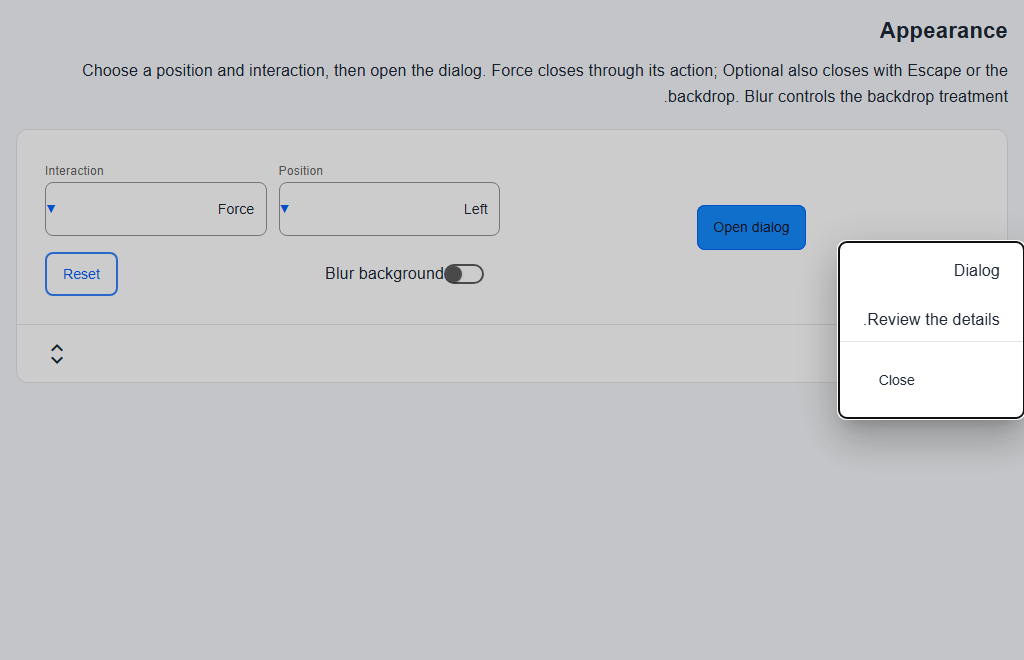 Appearance
Choose a position and interaction, then open the dialog. Force closes through its action; Optional also closes with Escape or the
.backdrop. Blur controls the backdrop treatment
Interaction
Position
Force
Left
Open dialog
Reset
Blur background
Dialog
.Review the details
Close